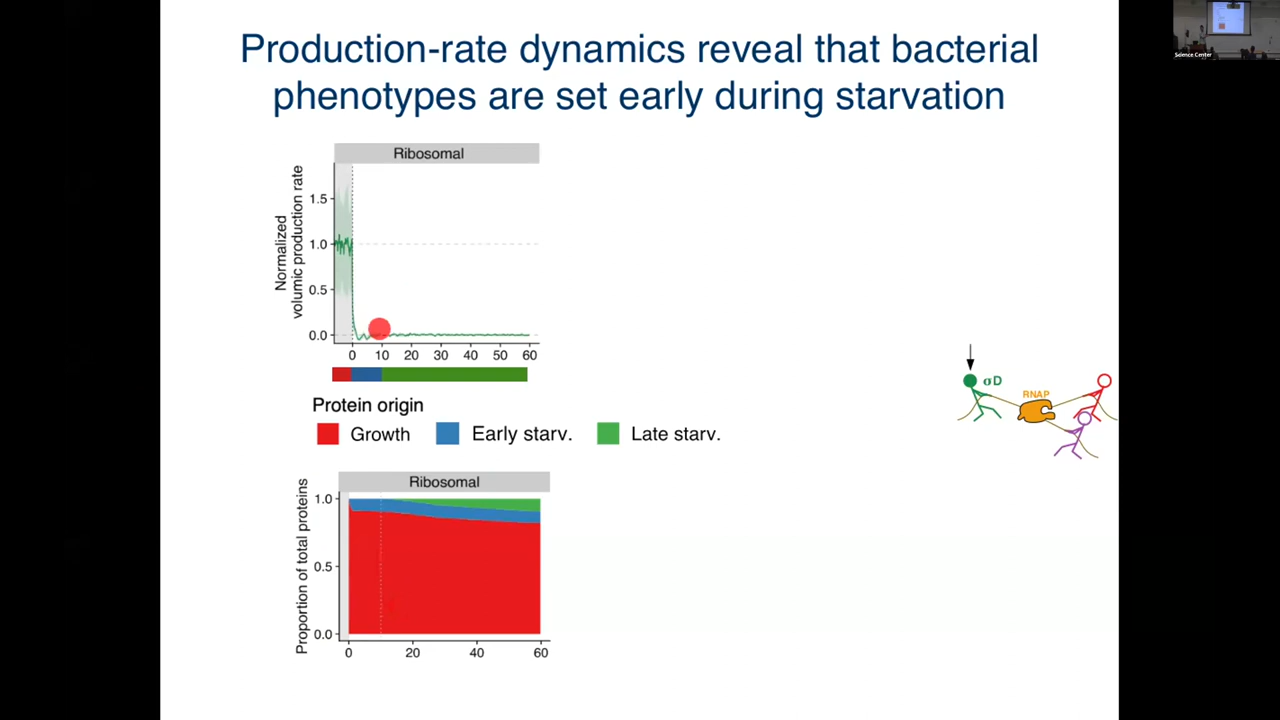 Production-rate dynamics reveal that bacterial
phenotypes are set early during starvation
Science Center
Ribosomal
Normalized
volumic production rate
1.5
1.0
0.5
0.0
0 10 20 30 40 50 60
Protein origin
Growth Early starv. Late starv.
σD
RNAP
Ribosomal
Proportion of total proteins
1.0
0.5
0.0
0 20 40 60